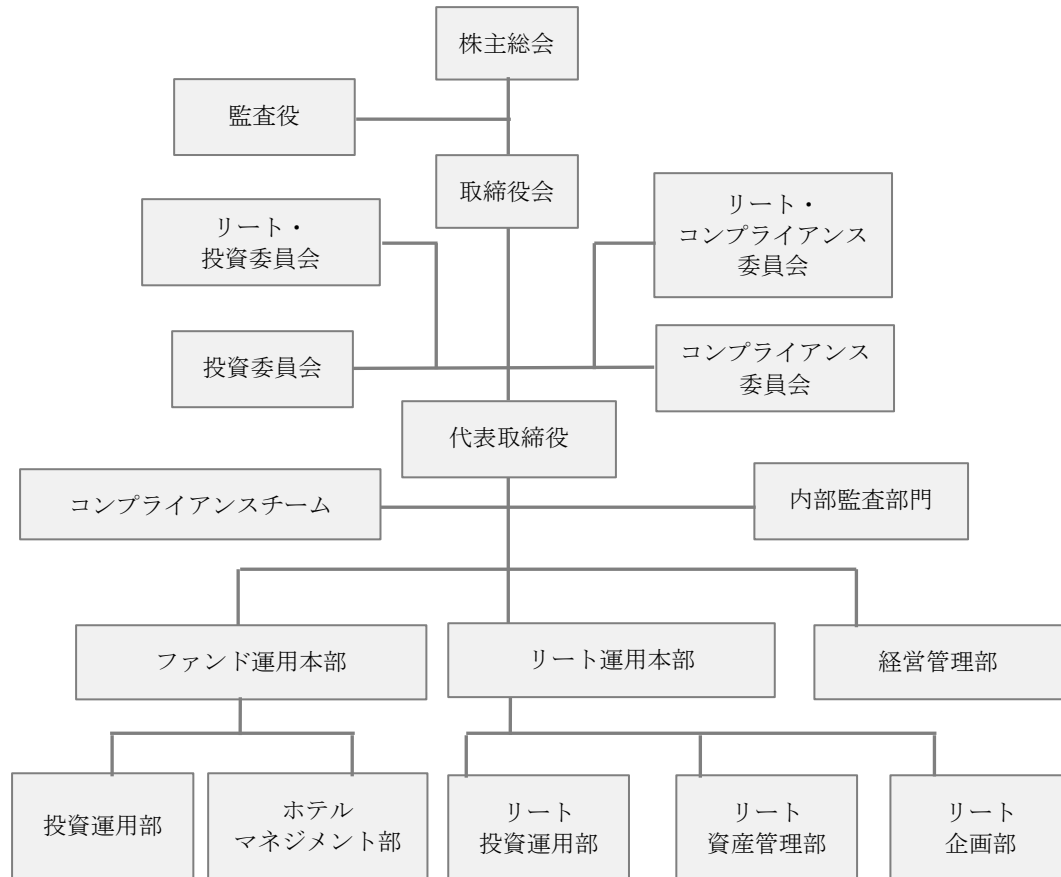 株主総会
監査役
取締役会
リート・
投資委員会
リート・
コンプライアンス
委員会
投資委員会
コンプライアンス
委員会
代表取締役
コンプライアンスチーム
内部監査部門
ファンド運用本部
リート運用本部
経営管理部
投資運用部
ホテル
マネジメント部
リート
投資運用部
リート
資産管理部
リート
企画部